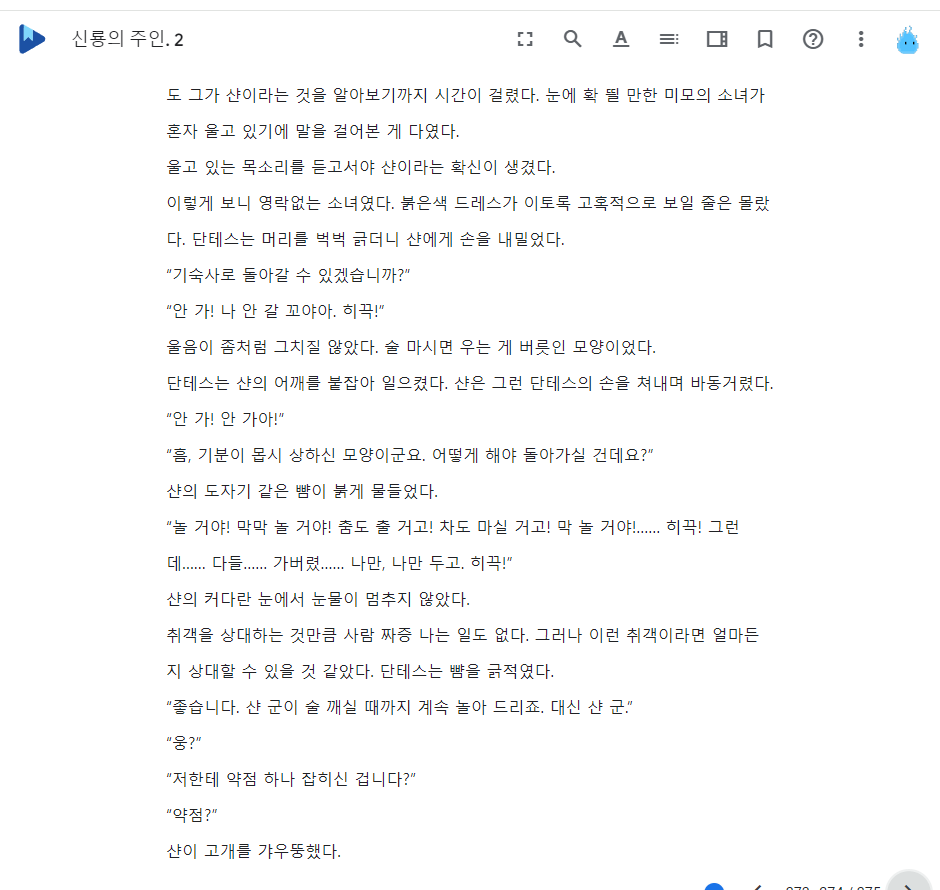 신룡의 주인. 2
도 그가 샨이라는 것을 알아보기까지 시간이 걸렸다. 눈에 확 띌 만한 미모의 소녀가
혼자 울고 있기에 말을 걸어본 게 다였다.
울고 있는 목소리를 듣고서야 샨이라는 확신이 생겼다.
이렇게 보니 영락없는 소녀였다. 붉은색 드레스가 이토록 고혹적으로 보일 줄은 몰랐
다. 단테스는 머리를 벅벅 긁더니 샨에게 손을 내밀었다.
“기숙사로 돌아갈 수 있겠습니까?”
“안 가! 나 안 갈 꼬야아. 히끅!”
울음이 좀처럼 그치질 않았다. 술 마시면 우는 게 버릇인 모양이었다.
단테스는 샨의 어깨를 붙잡아 일으켰다. 샨은 그런 단테스의 손을 쳐내며 바동거렸다.
“안 가! 안 가아!”
“흠, 기분이 몹시 상하신 모양이군요. 어떻게 해야 돌아가실 건데요?”
샨의 도자기 같은 뺨이 붉게 물들었다.
“놀 거야! 막막 놀 거야! 춤도 출 거고! 차도 마실 거고! 막 놀 거야!...... 히끅! 그런
데...... 다들...... 가버렸...... 나만, 나만 두고. 히끅!”
샨의 커다란 눈에서 눈물이 멈추지 않았다.
취객을 상대하는 것만큼 사람 짜증 나는 일도 없다. 그러나 이런 취객이라면 얼마든
지 상대할 수 있을 것 같았다. 단테스는 뺨을 긁적였다.
“좋습니다. 샨 군이 술 깨실 때까지 계속 놀아 드리죠. 대신 샨 군.”
“웅?”
“저한테 약점 하나 잡히신 겁니다?”
“약점?”
샨이 고개를 갸우뚱했다.